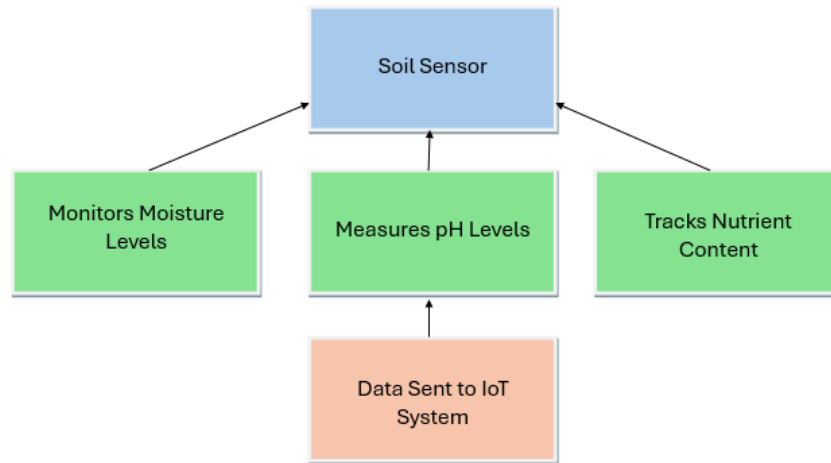 Soil Sensor
Monitors Moisture
Levels
Measures pH Levels
Tracks Nutrient
Content
Data Sent to IoT
System